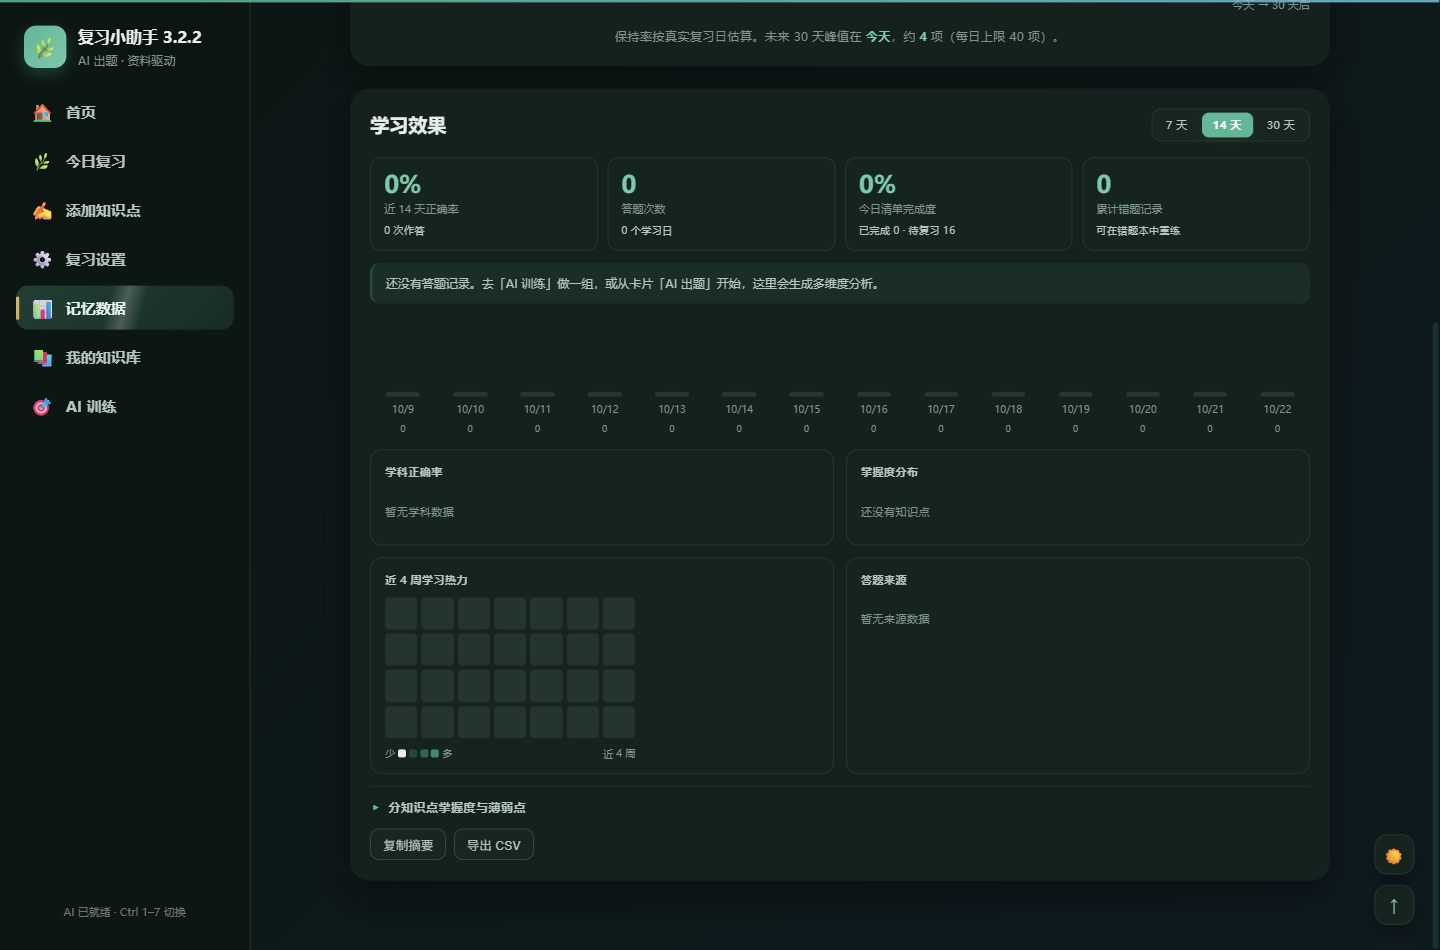 复习小助手 3.2.2
AI 出题 · 资料驱动
首页
今日复习
添加知识点
复习设置
记忆数据
我的知识库
AI 训练
AI 已就绪 · Ctrl 1–7 切换
今天 → 30 天后
保持率按真实复习日估算。未来 30 天峰值在 今天，约 4 项（每日上限 40 项）。
学习效果
7 天
14 天
30 天
0%
近 14 天正确率
0 次作答
0
答题次数
0 个学习日
0%
今日清单完成度
已完成 0 · 待复习 16
0
累计错题记录
可在错题本中重练
还没有答题记录。去「AI 训练」做一组，或从卡片「AI 出题」开始，这里会生成多维度分析。
10/9 10/10 10/11 10/12 10/13 10/14 10/15 10/16 10/17 10/18 10/19 10/20 10/21 10/22
0 0 0 0 0 0 0 0 0 0 0 0 0 0
学科正确率
暂无学科数据
掌握度分布
还没有知识点
近 4 周学习热力
少 多
近 4 周
答题来源
暂无来源数据
分知识点掌握度与薄弱点
复制摘要
导出 CSV